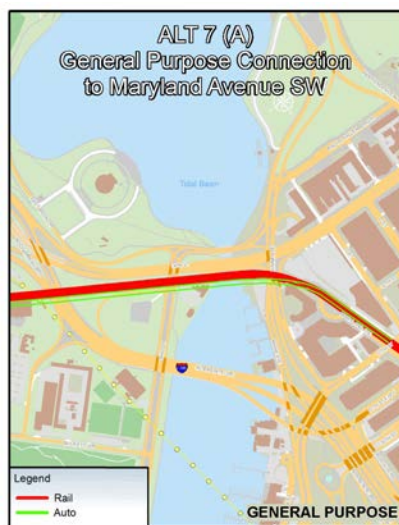 ALT 7 (A)
General Purpose Connection
to Maryland Avenue SW
Tidal Basin
Legend
Rail
Auto
GENERAL PURPOSE